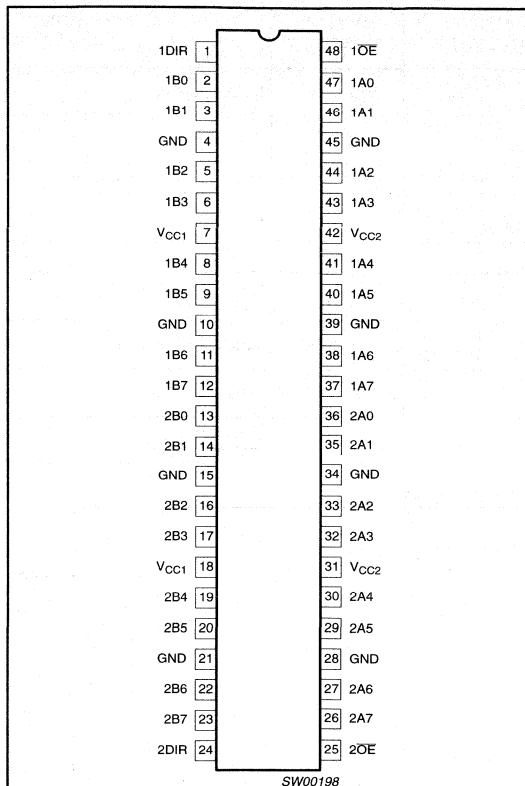 1DIR 1 48 1O̅E̅
1B0 2 47 1A0
1B1 3 46 1A1
GND 4 45 GND
1B2 5 44 1A2
1B3 6 43 1A3
VCC1 7 42 VCC2
1B4 8 41 1A4
1B5 9 40 1A5
GND 10 39 GND
1B6 11 38 1A6
1B7 12 37 1A7
2B0 13 36 2A0
2B1 14 35 2A1
GND 15 34 GND
2B2 16 33 2A2
2B3 17 32 2A3
VCC1 18 31 VCC2
2B4 19 30 2A4
2B5 20 29 2A5
GND 21 28 GND
2B6 22 27 2A6
2B7 23 26 2A7
2DIR 24 25 2O̅E̅
SW00198